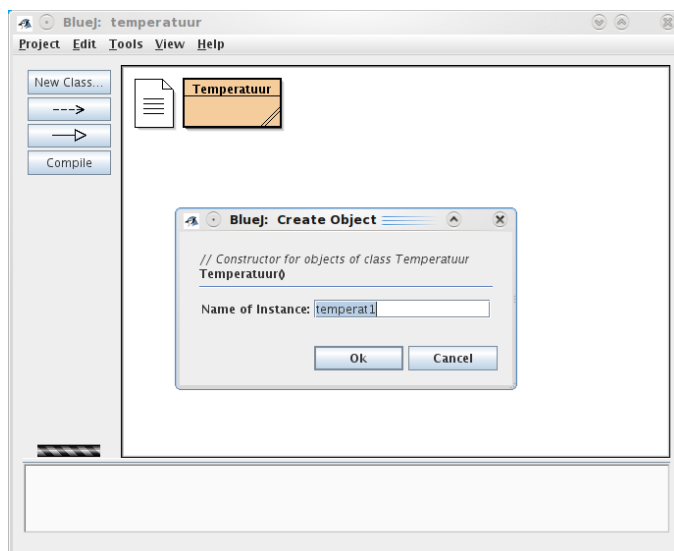 BlueJ: temperatuur
Project Edit Tools View Help
New Class...
Compile
Temperatuur
BlueJ: Create Object
// Constructor for objects of class Temperatuur
Temperatuur()
Name of Instance: temperat1
Ok Cancel